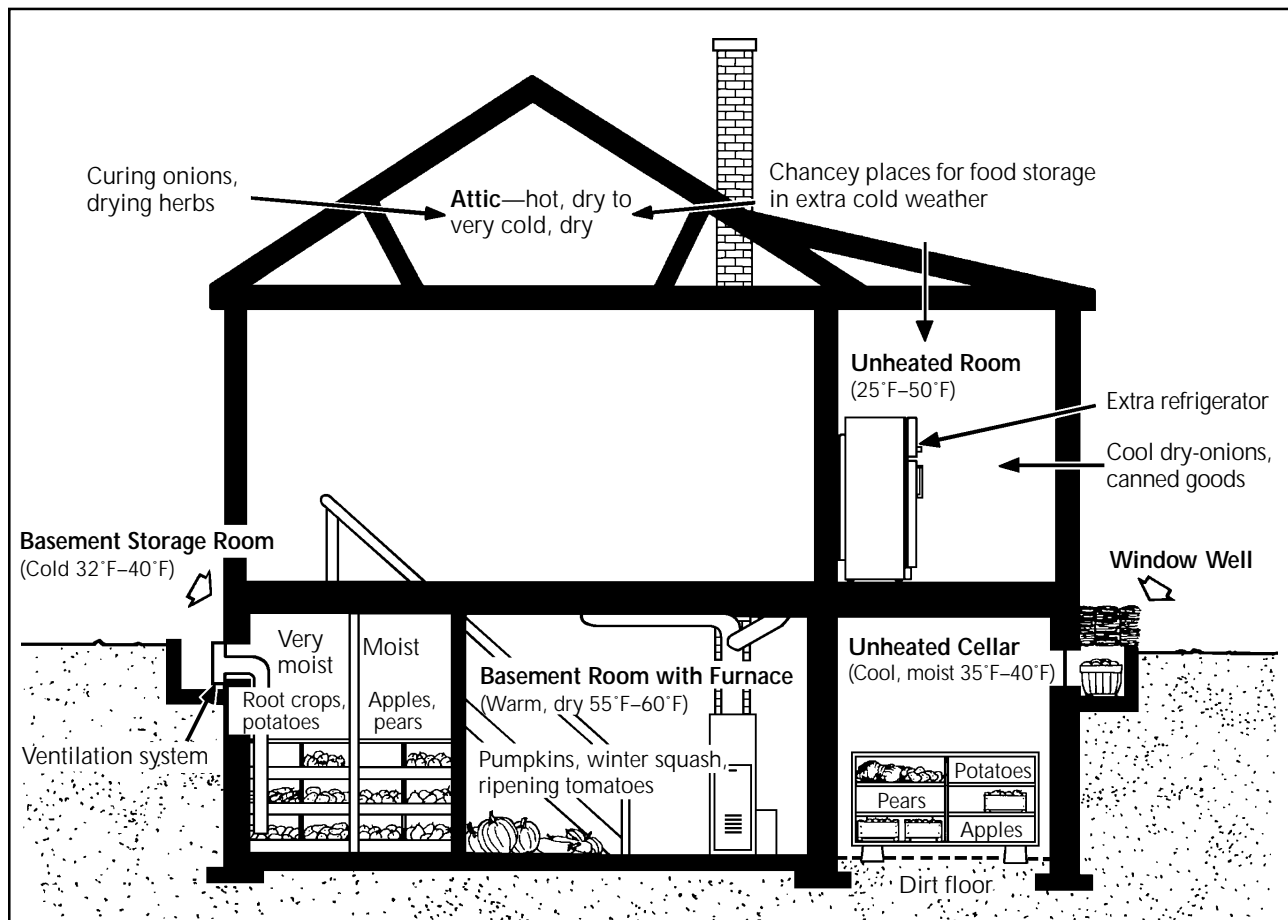 Curing onions,
drying herbs
Attic—hot, dry to
very cold, dry
Chancey places for food storage
in extra cold weather
Unheated Room
(25˚F–50˚F)
Extra refrigerator
Cool dry-onions,
canned goods
Basement Storage Room
(Cold 32˚F–40˚F)
Window Well
Very
moist
Moist
Root crops,
potatoes
Apples,
pears
Ventilation system
Basement Room with Furnace
(Warm, dry 55˚F–60˚F)
Pumpkins, winter squash,
ripening tomatoes
Unheated Cellar
(Cool, moist 35˚F–40˚F)
Potatoes
Pears
Apples
Dirt floor